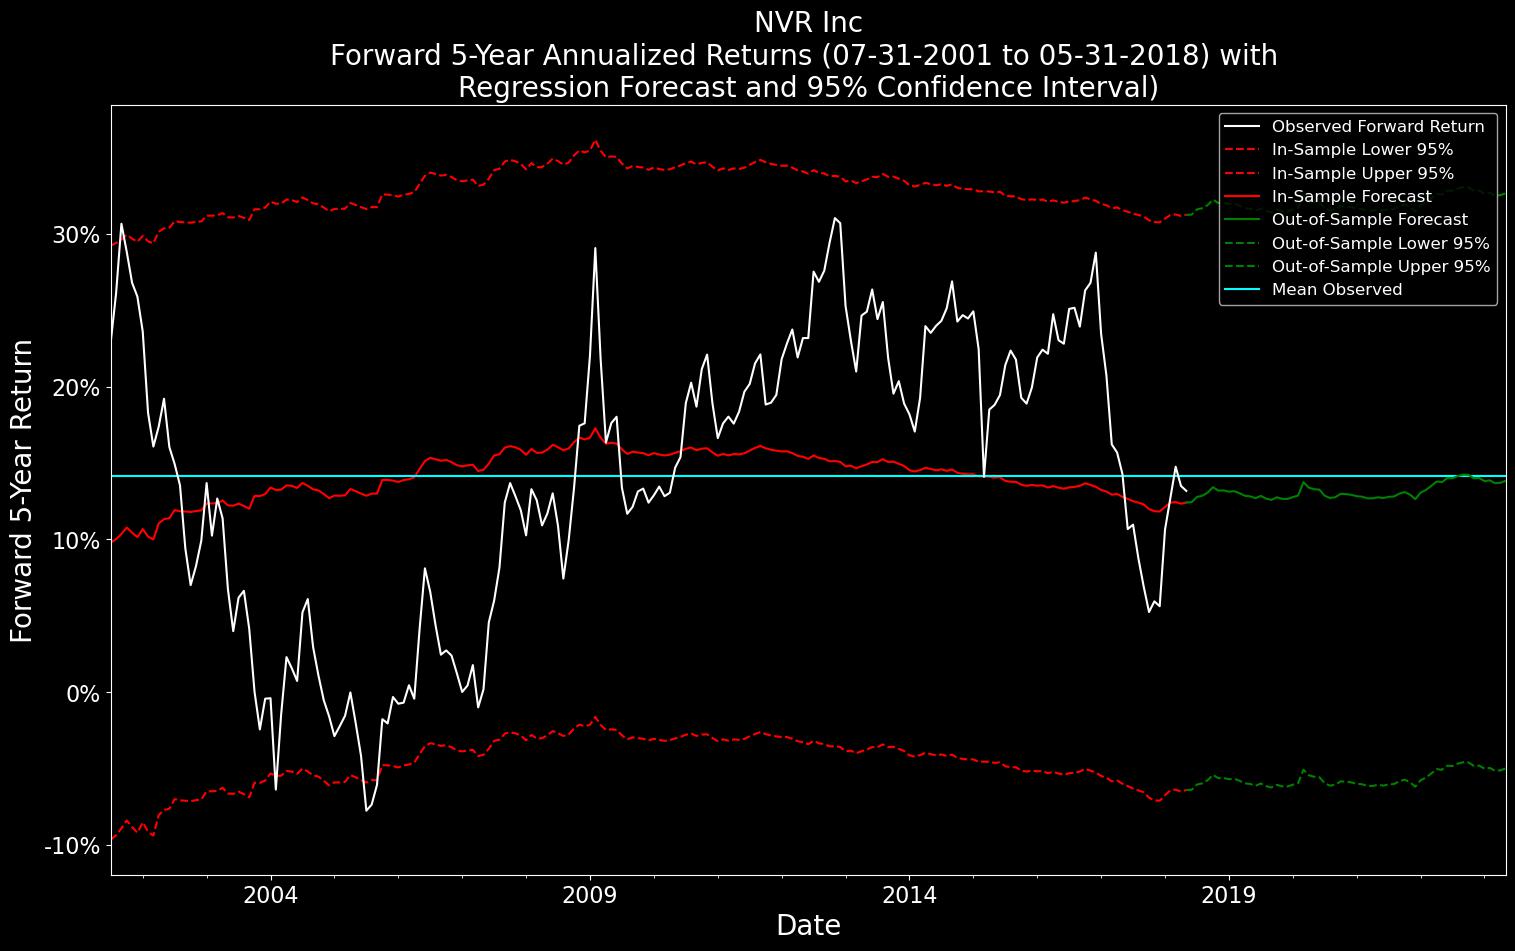 NVR Inc
Forward 5-Year Annualized Returns (07-31-2001 to 05-31-2018) with
Regression Forecast and 95% Confidence Interval)
Observed Forward Return
In-Sample Lower 95%
In-Sample Upper 95%
In-Sample Forecast
Out-of-Sample Forecast
Out-of-Sample Lower 95%
Out-of-Sample Upper 95%
Mean Observed
Forward 5-Year Return
30%
20%
10%
0%
-10%
2004
2009
2014
2019
Date